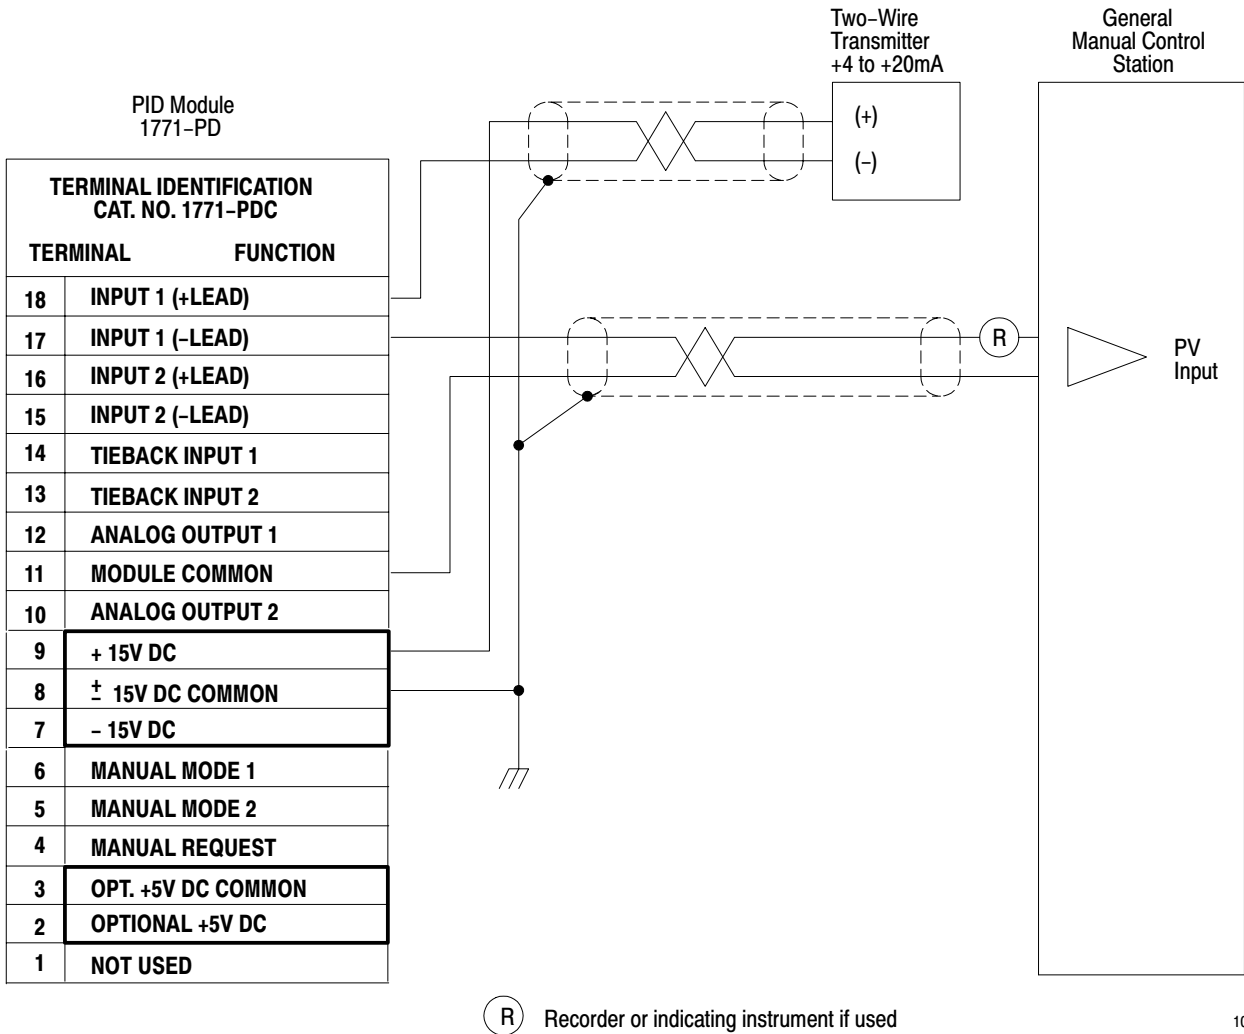 Two–Wire
Transmitter
+4 to +20mA
General
Manual Control
Station
PID Module
1771–PD
(+)
(–)
TERMINAL IDENTIFICATION
CAT. NO. 1771–PDC
TERMINAL FUNCTION
18 INPUT 1 (+LEAD)
17 INPUT 1 (–LEAD)
16 INPUT 2 (+LEAD)
15 INPUT 2 (–LEAD)
14 TIEBACK INPUT 1
13 TIEBACK INPUT 2
12 ANALOG OUTPUT 1
11 MODULE COMMON
10 ANALOG OUTPUT 2
9 + 15V DC
8 ± 15V DC COMMON
7 – 15V DC
6 MANUAL MODE 1
5 MANUAL MODE 2
4 MANUAL REQUEST
3 OPT. +5V DC COMMON
2 OPTIONAL +5V DC
1 NOT USED
R
PV
Input
R Recorder or indicating instrument if used
10